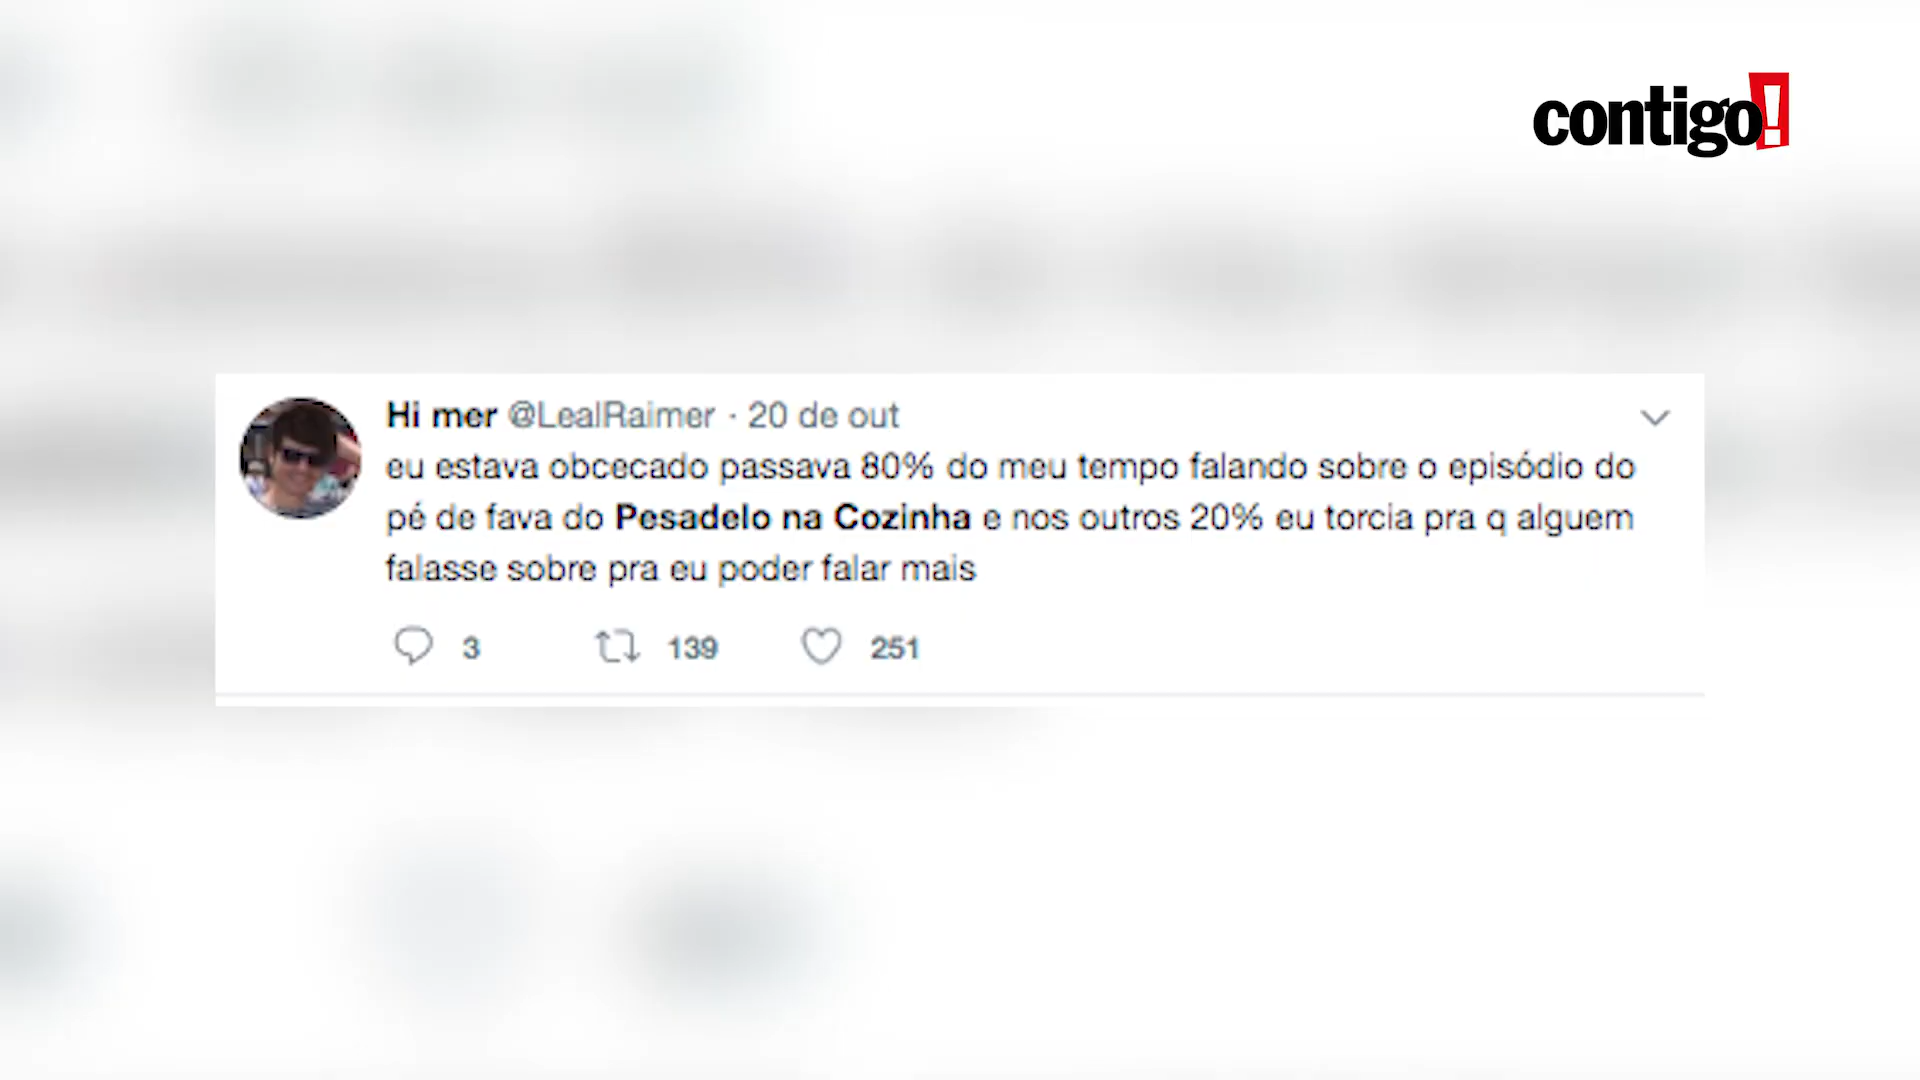 contigo!
Hi mer @LealRaimer · 20 de out
eu estava obcecado passava 80% do meu tempo falando sobre o episódio do
pé de fava do Pesadelo na Cozinha e nos outros 20% eu torcia pra q alguem
falasse sobre pra eu poder falar mais
3 139 251